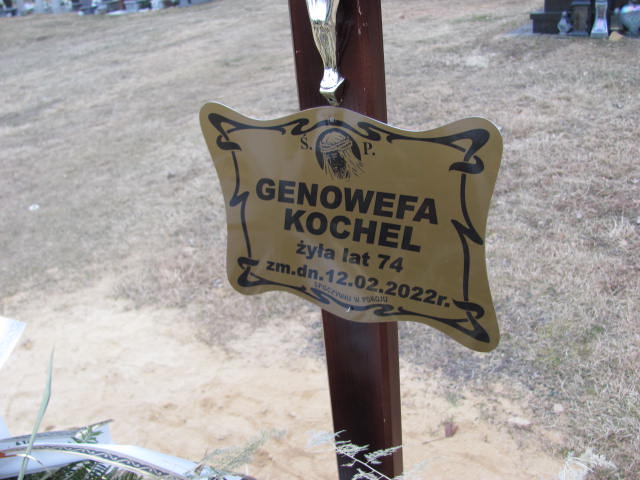 Ś. P.
GENOWEFA
KOCHEL
żyła lat 74
zm.dn.12.02.2022r.
SPOCZYWAJ W POKOJU